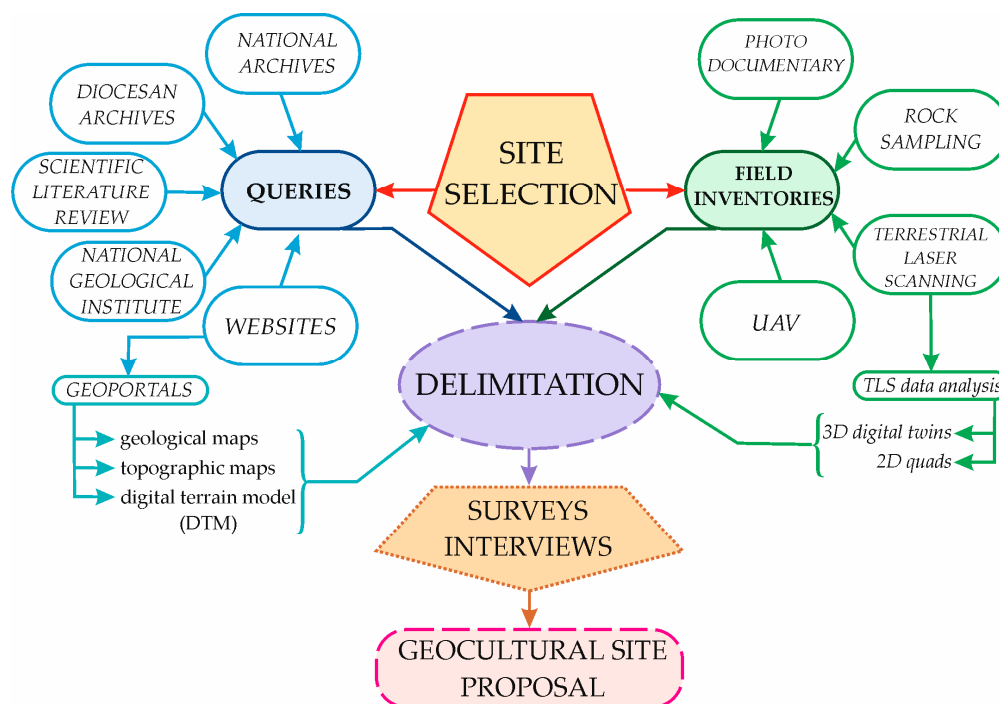 NATIONAL
ARCHIVES
DIOCESAN
ARCHIVES
SCIENTIFIC
LITERATURE
REVIEW
NATIONAL
GEOLOGICAL
INSTITUTE
WEBSITES
QUERIES
SITE
SELECTION
FIELD
INVENTORIES
PHOTO
DOCUMENTARY
ROCK
SAMPLING
TERRESTRIAL
LASER
SCANNING
UAV
GEOPORTALS
geological maps
topographic maps
digital terrain model
(DTM)
DELIMITATION
TLS data analysis
3D digital twins
2D quads
SURVEYS
INTERVIEWS
GEOCULTURAL SITE
PROPOSAL